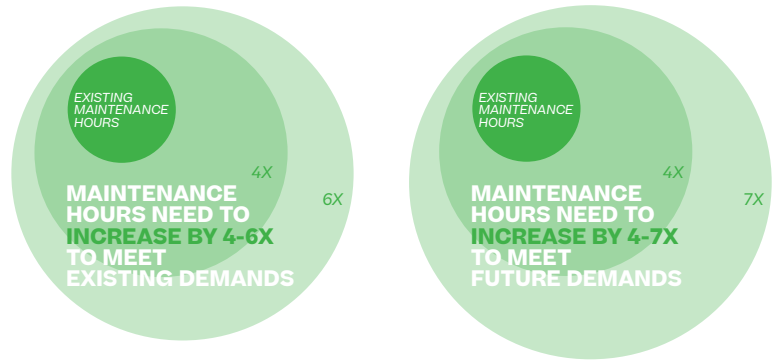 EXISTING
MAINTENANCE
HOURS
4X
6X
MAINTENANCE
HOURS NEED TO
INCREASE BY 4-6X
TO MEET
EXISTING DEMANDS
EXISTING
MAINTENANCE
HOURS
4X
7X
MAINTENANCE
HOURS NEED TO
INCREASE BY 4-7X
TO MEET
FUTURE DEMANDS